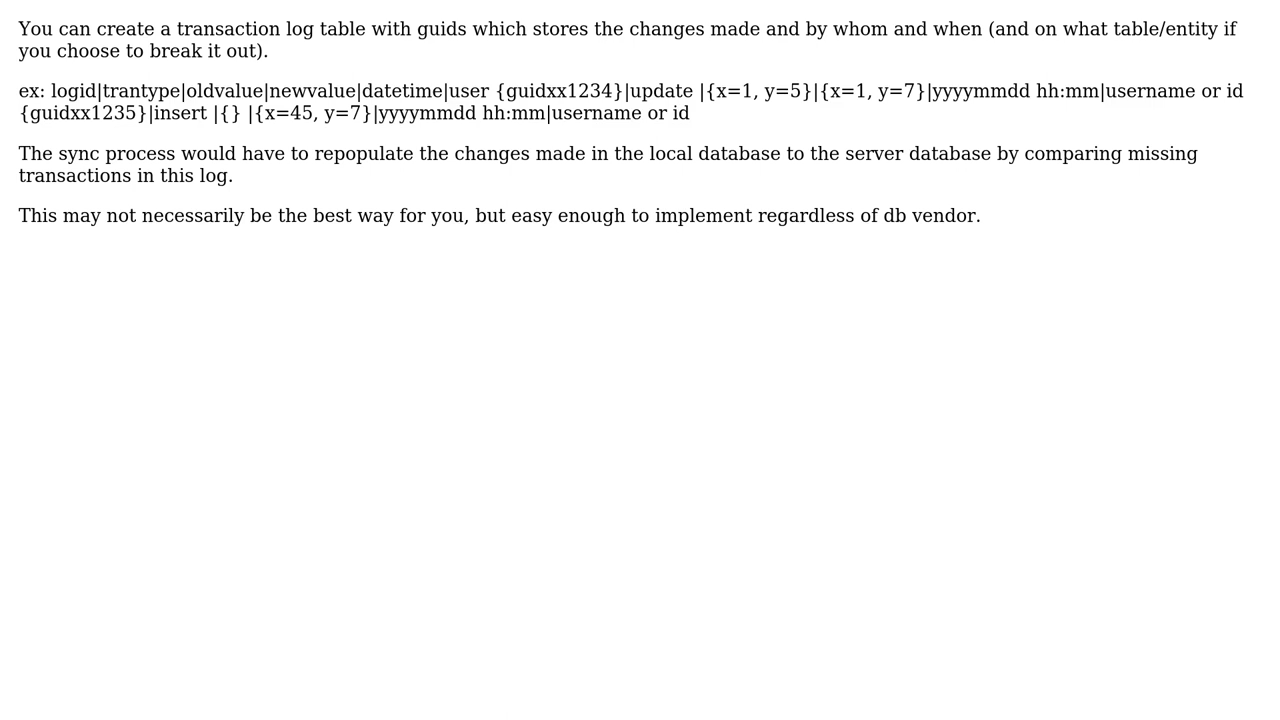 You can create a transaction log table with guids which stores the changes made and by whom and when (and on what table/entity if
you choose to break it out).
ex: logid|trantype|oldvalue|newvalue|datetime|user {guidxx1234}|update |{x=1, y=5}|{x=1, y=7}|yyyymmdd hh:mm|username or id
{guidxx1235}|insert |{} |{x=45, y=7}|yyyymmdd hh:mm|username or id
The sync process would have to repopulate the changes made in the local database to the server database by comparing missing
transactions in this log.
This may not necessarily be the best way for you, but easy enough to implement regardless of db vendor.